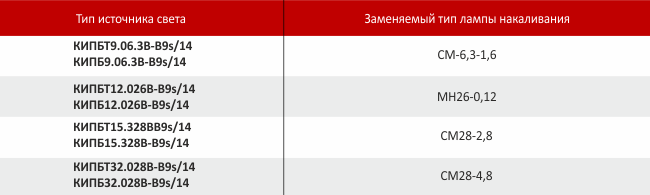 Тип источника света
Заменяемый тип лампы накаливания
КИПБТ9.06.3В-B9s/14
КИПБ9.06.3В-B9s/14
СМ-6,3-1,6
КИПБТ12.026В-B9s/14
КИПБ12.026В-B9s/14
МН26-0,12
КИПБТ15.328ВB9s/14
КИПБ15.328В-B9s/14
СМ28-2,8
КИПБТ32.028В-B9s/14
КИПБ32.028В-B9s/14
СМ28-4,8